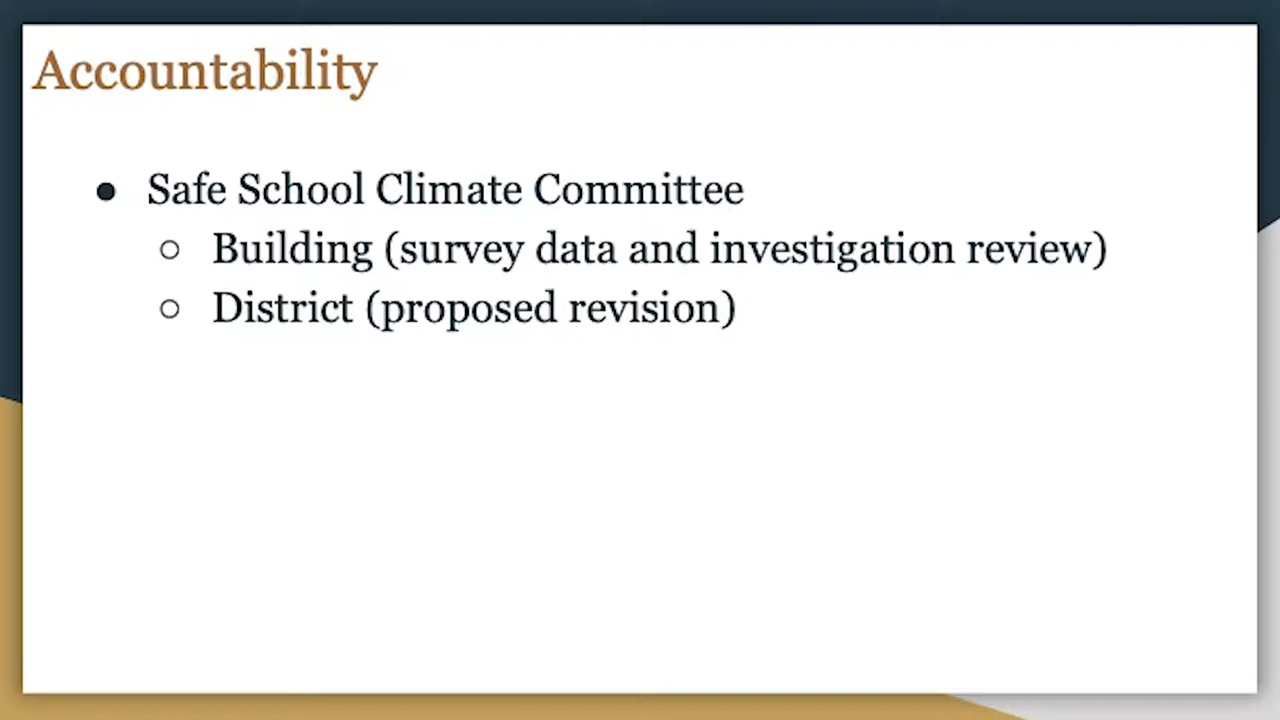 Accountability
● Safe School Climate Committee
○ Building (survey data and investigation review)
○ District (proposed revision)